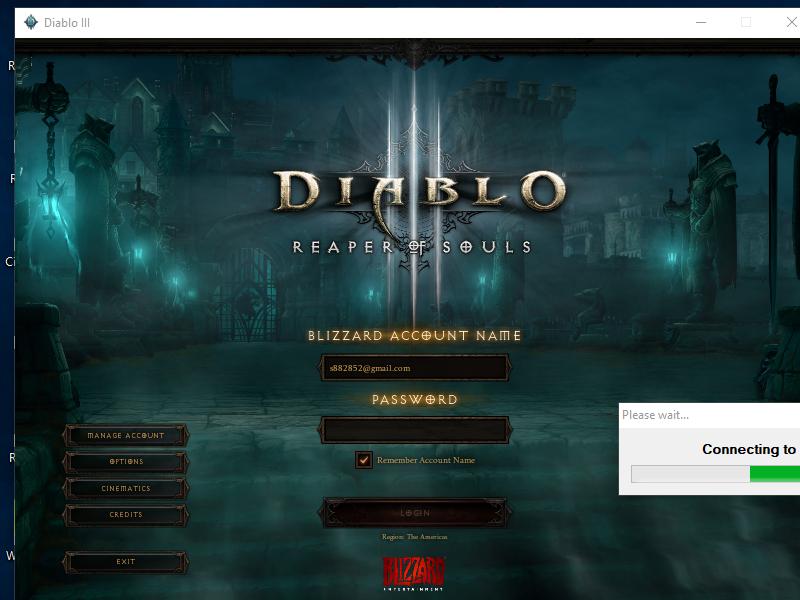 Diablo III
DIABLO
REAPER OF SOULS
BLIZZARD ACCOUNT NAME
s882852@gmail.com
PASSWORD
Remember Account Name
LOGIN
Region: The Americas
BLIZZARD
ENTERTAINMENT
MANAGE ACCOUNT
OPTIONS
CINEMATICS
CREDITS
EXIT
Please wait...
Connecting to
R
R
Ci
R
W